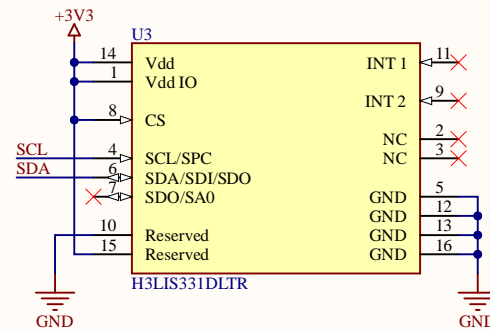 +3V3
U3
14 Vdd INT 1 11
1 Vdd IO
INT 2 9
8 CS
NC 2
SCL 4 SCL/SPC NC 3
SDA 6 SDA/SDI/SDO
7 SDO/SA0 GND 5
GND 12
10 Reserved GND 13
15 Reserved GND 16
H3LIS331DLTR
GND GND